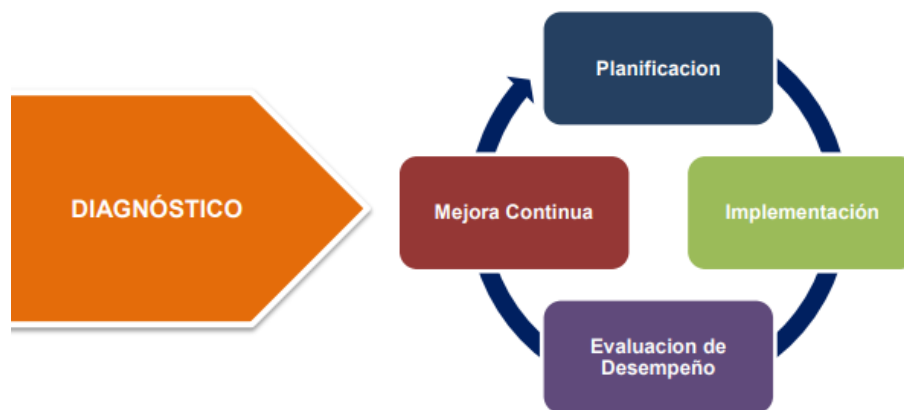 Planificacion
DIAGNÓSTICO
Mejora Continua
Implementación
Evaluacion de
Desempeño